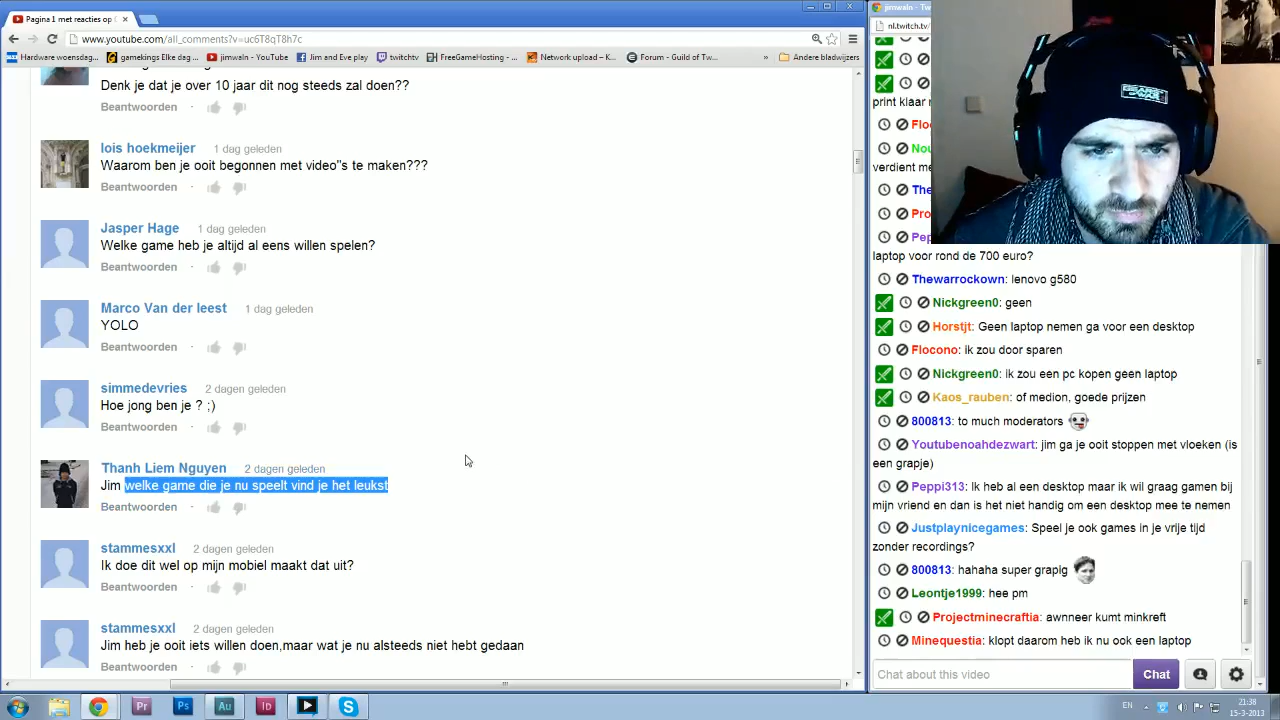 Pagina 1 met reacties op C
www.youtube.com/all_comments?v=uc6T8qT8h7c
Hardware woensdag...
gamekings Elke dag...
jimwaln - YouTube
Jim and Everyday...
twitchtv
FragnameHosting -...
Network upload – K...
Forum - Guild of Tw...
»
Andere bladwijzers
Denk je dat je over 10 jaar dit nog steeds zal doen??
Beantwoorden ·
lois hoekmeijer 1 dag geleden
Waarom ben je ooit begonnen met vidde"s te maken???
Beantwoorden ·
Jasper Hage 1 dag geleden
Welke game heb je altijd al eens willen spelen?
Beantwoorden ·
Marco Van der leest 1 dag geleden
YOLO
Beantwoorden ·
simmedevries 2 dagen geleden
Hoe jong ben je ? ;)
Beantwoorden ·
Thanh Liem Nguyen 2 dagen geleden
Jim welke game die je nu speelt vind je het leukst
Beantwoorden ·
stammesxxl 2 dagen geleden
Ik doe dit wel op mijn mobiel maakt dat uit?
Beantwoorden ·
stammesxxl 2 dagen geleden
Jim heb je ooit iets willen doen,maar wat je nu alsteeds niet hebt gedaan
Beantwoorden ·
jimwaln - Tw
nl.twitch.tv/
print klaar
Floc
Nou
verdient me
The
Pro
Pep
laptop voor rond de 700 euro?
Thewarrockown: lenovo g580
Nickgreen0: geen
Horstjt: Geen laptop nemen ga voor een desktop
Flocono: ik zou door sparen
Nickgreen0: ik zou een pc kopen geen laptop
Kaos_rauben: of medion, goede prijzen
800813: to much moderators
Youtubenoahdezwart: jim ga je ooit stoppen met vloeken (is
een grapje)
Peppi313: Ik heb al een desktop maar ik wil graag gamen bij
mijn vriend en dan is het niet handig om een desktop mee te nemen
Justplaynicegames: Speel je ook games in je vrije tijd
zonder recordings?
800813: hahaha super grapig
Leontje1999: hee pm
Projectminecraftia: awnneer kumt minkreft
Minequestia: klopt daarom heb ik nu ook een laptop
Chat about this video
Chat
Pr
Ps
Au
Id
EN
21:38
15-3-2013